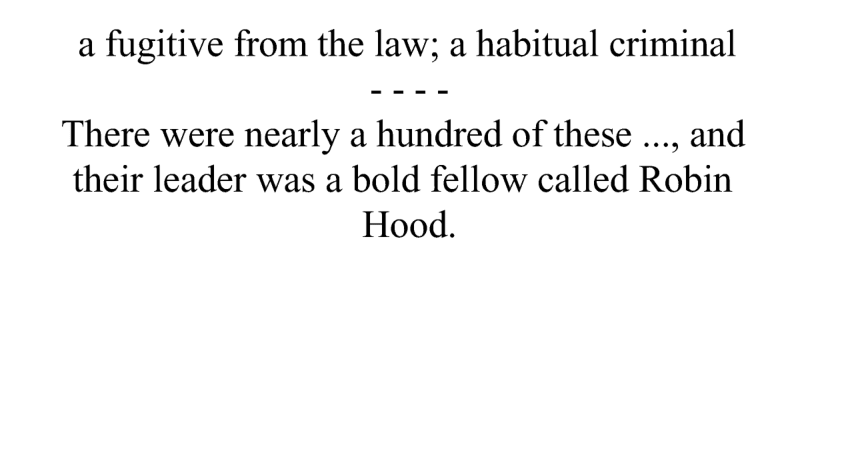 a fugitive from the law; a habitual criminal
- - - -
There were nearly a hundred of these ..., and
their leader was a bold fellow called Robin
Hood.